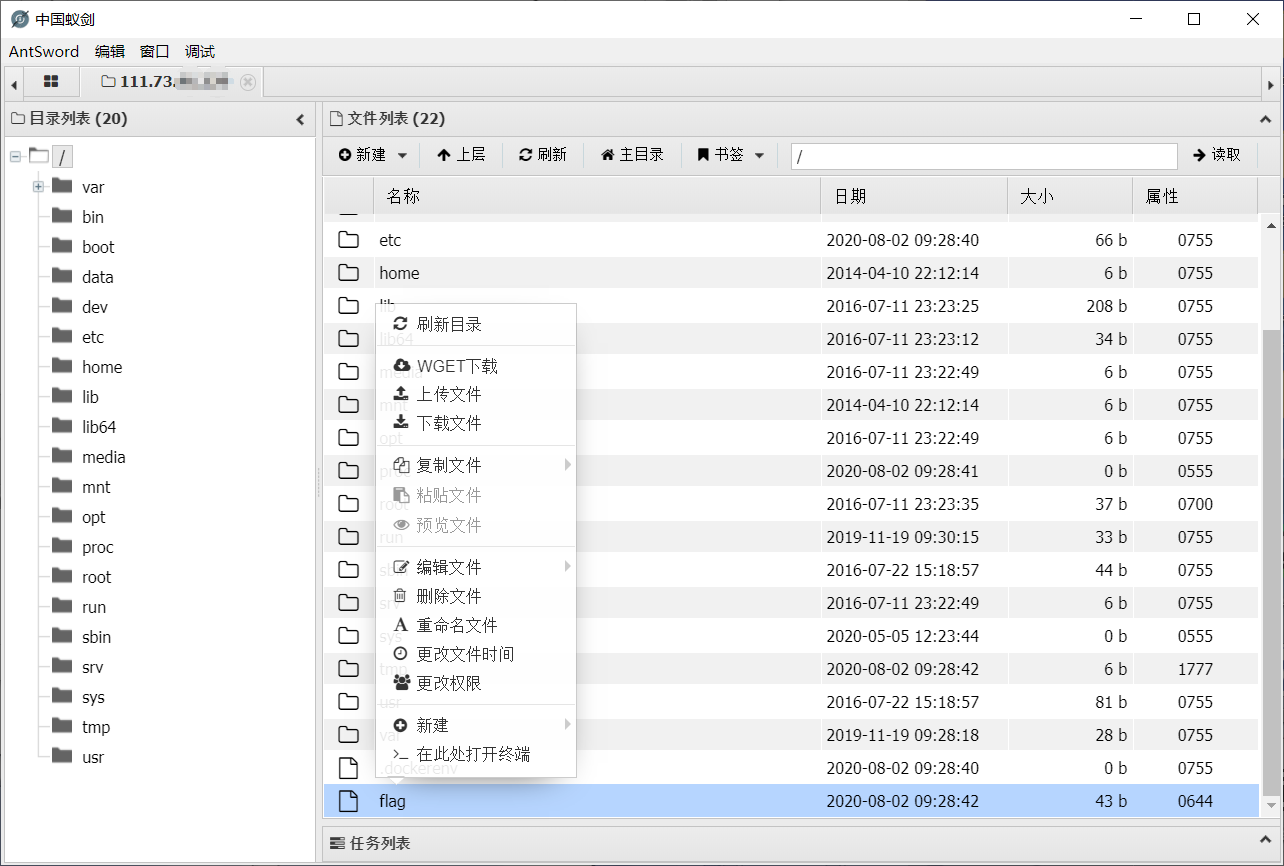 中国蚁剑
AntSword 编辑 窗口 调试
111.73.
目录列表 (20)
/
var
bin
boot
data
dev
etc
home
lib
lib64
media
mnt
opt
proc
root
run
sbin
srv
sys
tmp
usr
文件列表 (22)
新建 上层 刷新 主目录 书签 / 读取
名称 日期 大小 属性
etc 2020-08-02 09:28:40 66 b 0755
home 2014-04-10 22:12:14 6 b 0755
lib 2016-07-11 23:23:25 208 b 0755
lib64 2016-07-11 23:23:12 34 b 0755
media 2016-07-11 23:22:49 6 b 0755
mnt 2014-04-10 22:12:14 6 b 0755
opt 2016-07-11 23:22:49 6 b 0755
proc 2020-08-02 09:28:41 0 b 0555
root 2016-07-11 23:23:35 37 b 0700
run 2019-11-19 09:30:15 33 b 0755
sbin 2016-07-22 15:18:57 44 b 0755
srv 2016-07-11 23:22:49 6 b 0755
sys 2020-05-05 12:23:44 0 b 0555
tmp 2020-08-02 09:28:42 6 b 1777
usr 2016-07-22 15:18:57 81 b 0755
var 2019-11-19 09:28:18 28 b 0755
.dockerenv 2020-08-02 09:28:40 0 b 0755
flag 2020-08-02 09:28:42 43 b 0644
刷新目录
WGET下载
上传文件
下载文件
复制文件
粘贴文件
预览文件
编辑文件
删除文件
重命名文件
更改文件时间
更改权限
新建
在此处打开终端
任务列表